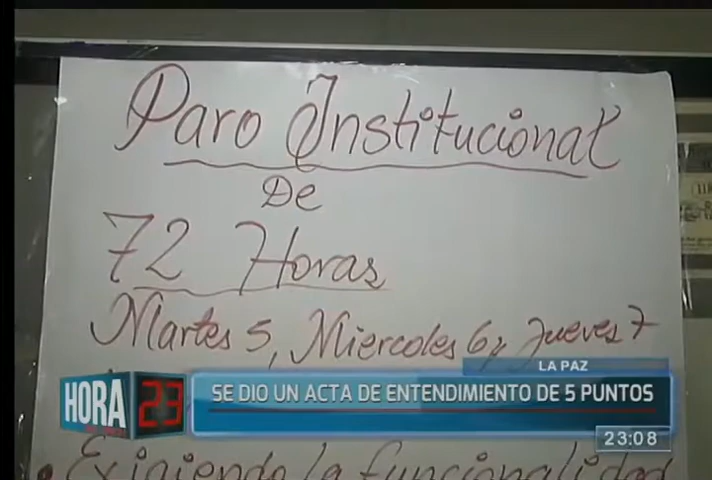 Paro Institucional
De
72 Horas
Martes 5, Miercoles 6 y Jueves 7
LA PAZ
HORA 23
SE DIO UN ACTA DE ENTENDIMIENTO DE 5 PUNTOS
23:08
Exigiendo la funcionalidad